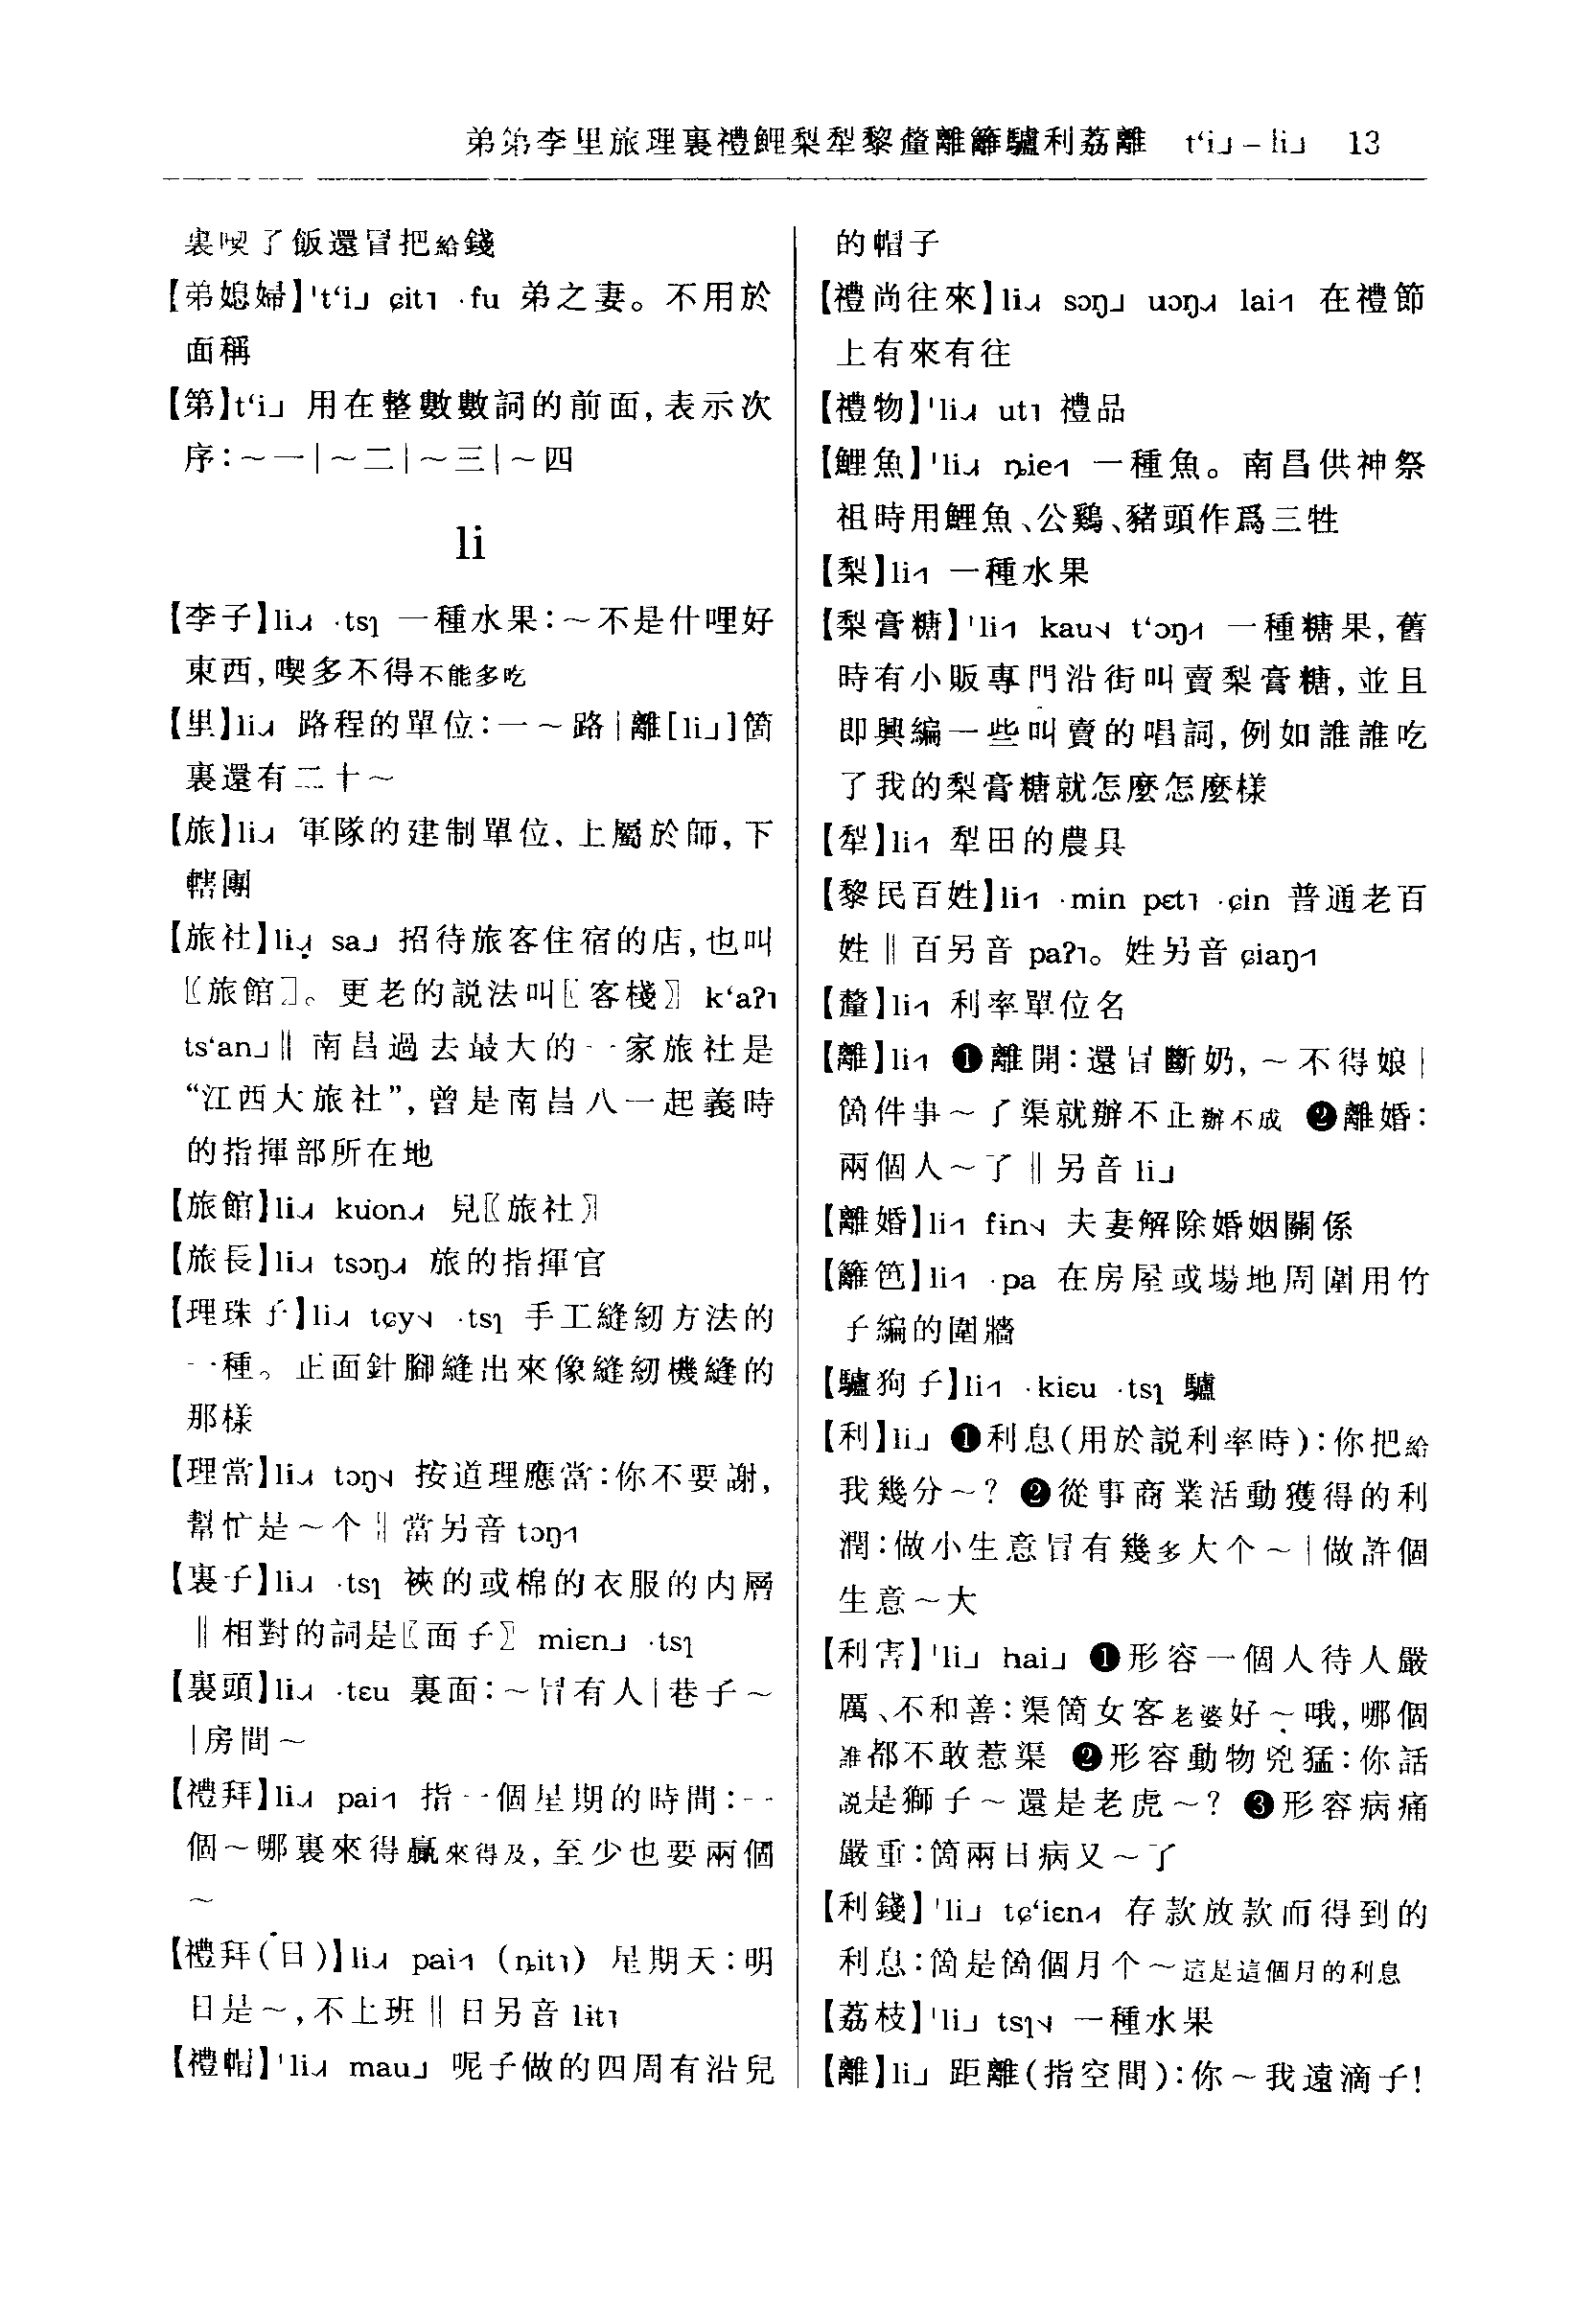 弟第李里旅理裏禮鯉梨犁黎釐離籬驢利荔離 tʻi˩ – li˩ 13
裏喫了飯還冒把給錢
【弟媳婦】ˈtʻi˩ ɕit˥ ·fu 弟之妻。不用於
面稱
【第】tʻi˩ 用在整數數詞的前面,表示次
序:～一|～二|～三|～四
li
【李子】li˨˩˧ ·tsɿ 一種水果:～不是什哩好
東西,喫多不得不能多吃
【里】li˨˩˧ 路程的單位:一～路|離[li˩]箇
裏還有二十～
【旅】li˨˩˧ 軍隊的建制單位、上屬於師,下
轄團
【旅社】li˨˩˧ sa˩ 招待旅客住宿的店,也叫
〖旅館〗。更老的説法叫〖客棧〗 kʻaʔ˥
tsʻan˩‖南昌過去最大的一家旅社是
“江西大旅社”,曾是南昌八一起義時
的指揮部所在地
【旅館】li˨˩˧ kuɔn˨˩˧ 見〖旅社〗
【旅長】li˨˩˧ tsɔŋ˨˩˧ 旅的指揮官
【理珠子】li˨˩˧ tɕy˦˨ ·tsɿ 手工縫紉方法的
一種。正面針腳縫出來像縫紉機縫的
那樣
【理當】li˨˩˧ tɔŋ˦˨ 按道理應當:你不要謝,
幫忙是～个‖當另音 tɔŋ˧˥
【裏子】li˨˩˧ ·tsɿ 裌的或棉的衣服的内層
‖相對的詞是〖面子〗 miɛn˩ ·tsɿ
【裏頭】li˨˩˧ ·tɛu 裏面:～冒有人|巷子～
|房間～
【禮拜】li˨˩˧ pai˧˥ 指一個星期的時間:一
個～哪裏來得贏來得及,至少也要兩個
～
【禮拜(日)】li˨˩˧ pai˧˥ (ȵit˥) 星期天:明
日是～,不上班‖日另音 lɨt˥
【禮帽】ˈli˨˩˧ mau˩ 呢子做的四周有沿兒
的帽子
【禮尚往來】li˨˩˧ sɔŋ˩ uɔŋ˨˩˧ lai˧˥ 在禮節
上有來有往
【禮物】ˈli˨˩˧ ut˥ 禮品
【鯉魚】ˈli˨˩˧ ȵie˧˥ 一種魚。南昌供神祭
祖時用鯉魚、公鷄、豬頭作爲三牲
【梨】li˧˥ 一種水果
【梨膏糖】ˈli˧˥ kau˦˨ tʻɔŋ˨˦ 一種糖果,舊
時有小販專門沿街叫賣梨膏糖,並且
即興編一些叫賣的唱詞,例如誰誰吃
了我的梨膏糖就怎麼怎麼樣
【犁】li˧˥ 犁田的農具
【黎民百姓】li˧˥ ·min pɛt˥ ·ɕin 普通老百
姓‖百另音 paʔ˥。姓另音 ɕiaŋ˧˥
【釐】li˧˥ 利率單位名
【離】li˧˥ ❶離開:還冒斷奶,～不得娘|
箇件事～了渠就辦不正辦不成 ❷離婚:
兩個人～了‖另音 li˩
【離婚】li˧˥ fɨn˦˨ 夫妻解除婚姻關係
【籬笆】li˧˥ ·pa 在房屋或場地周圍用竹
子編的圍牆
【驢狗子】li˧˥ ·kiɛu ·tsɿ 驢
【利】li˩ ❶利息(用於説利率時):你把給
我幾分～? ❷從事商業活動獲得的利
潤:做小生意冒有幾多大个～|做許個
生意～大
【利害】ˈli˩ hai˩ ❶形容一個人待人嚴
厲、不和善:渠箇女客老婆好～哦,哪個
誰都不敢惹渠 ❷形容動物兇猛:你話
説是獅子～還是老虎～? ❸形容病痛
嚴重:箇兩日病又～了
【利錢】ˈli˩ tɕʻiɛn˨˦ 存款放款而得到的
利息:箇是箇個月个～這是這個月的利息
【荔枝】ˈli˩ tsɿ˦˨ 一種水果
【離】li˩ 距離(指空間):你～我遠滴子!